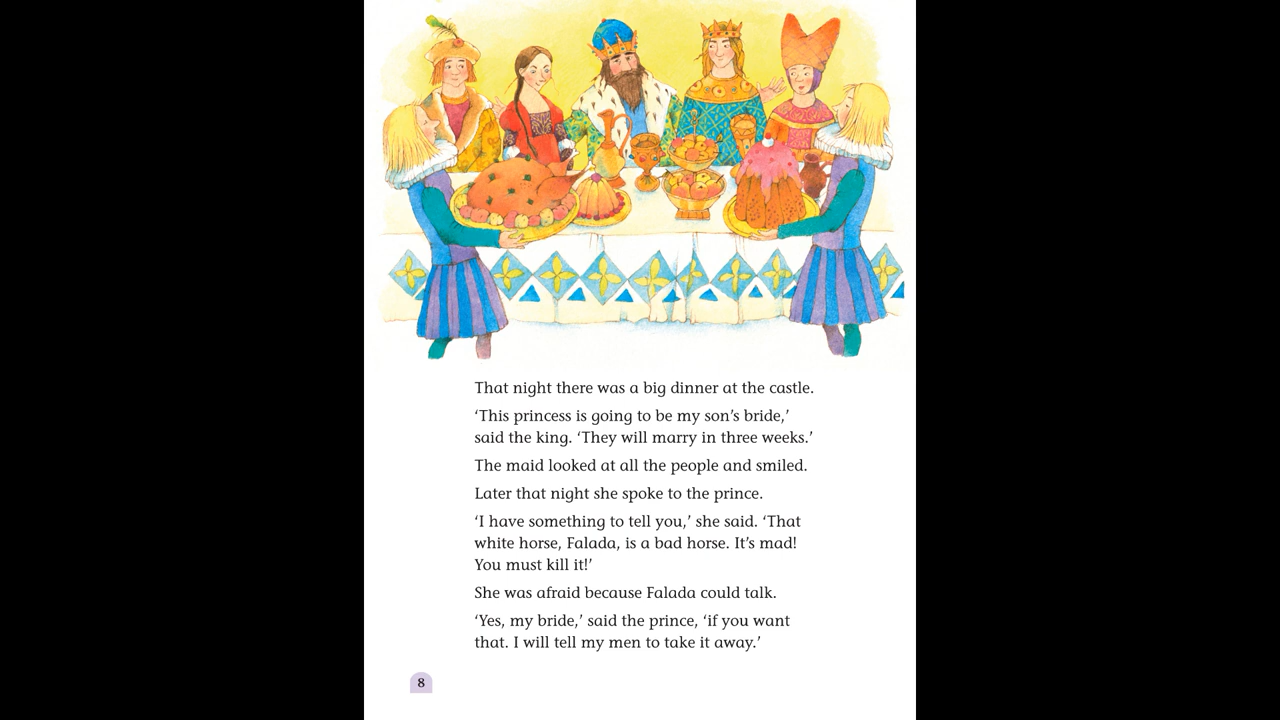 That night there was a big dinner at the castle.
‘This princess is going to be my son’s bride,’
said the king. ‘They will marry in three weeks.’
The maid looked at all the people and smiled.
Later that night she spoke to the prince.
‘I have something to tell you,’ she said. ‘That
white horse, Falada, is a bad horse. It’s mad!
You must kill it!’
She was afraid because Falada could talk.
‘Yes, my bride,’ said the prince, ‘if you want
that. I will tell my men to take it away.’
8